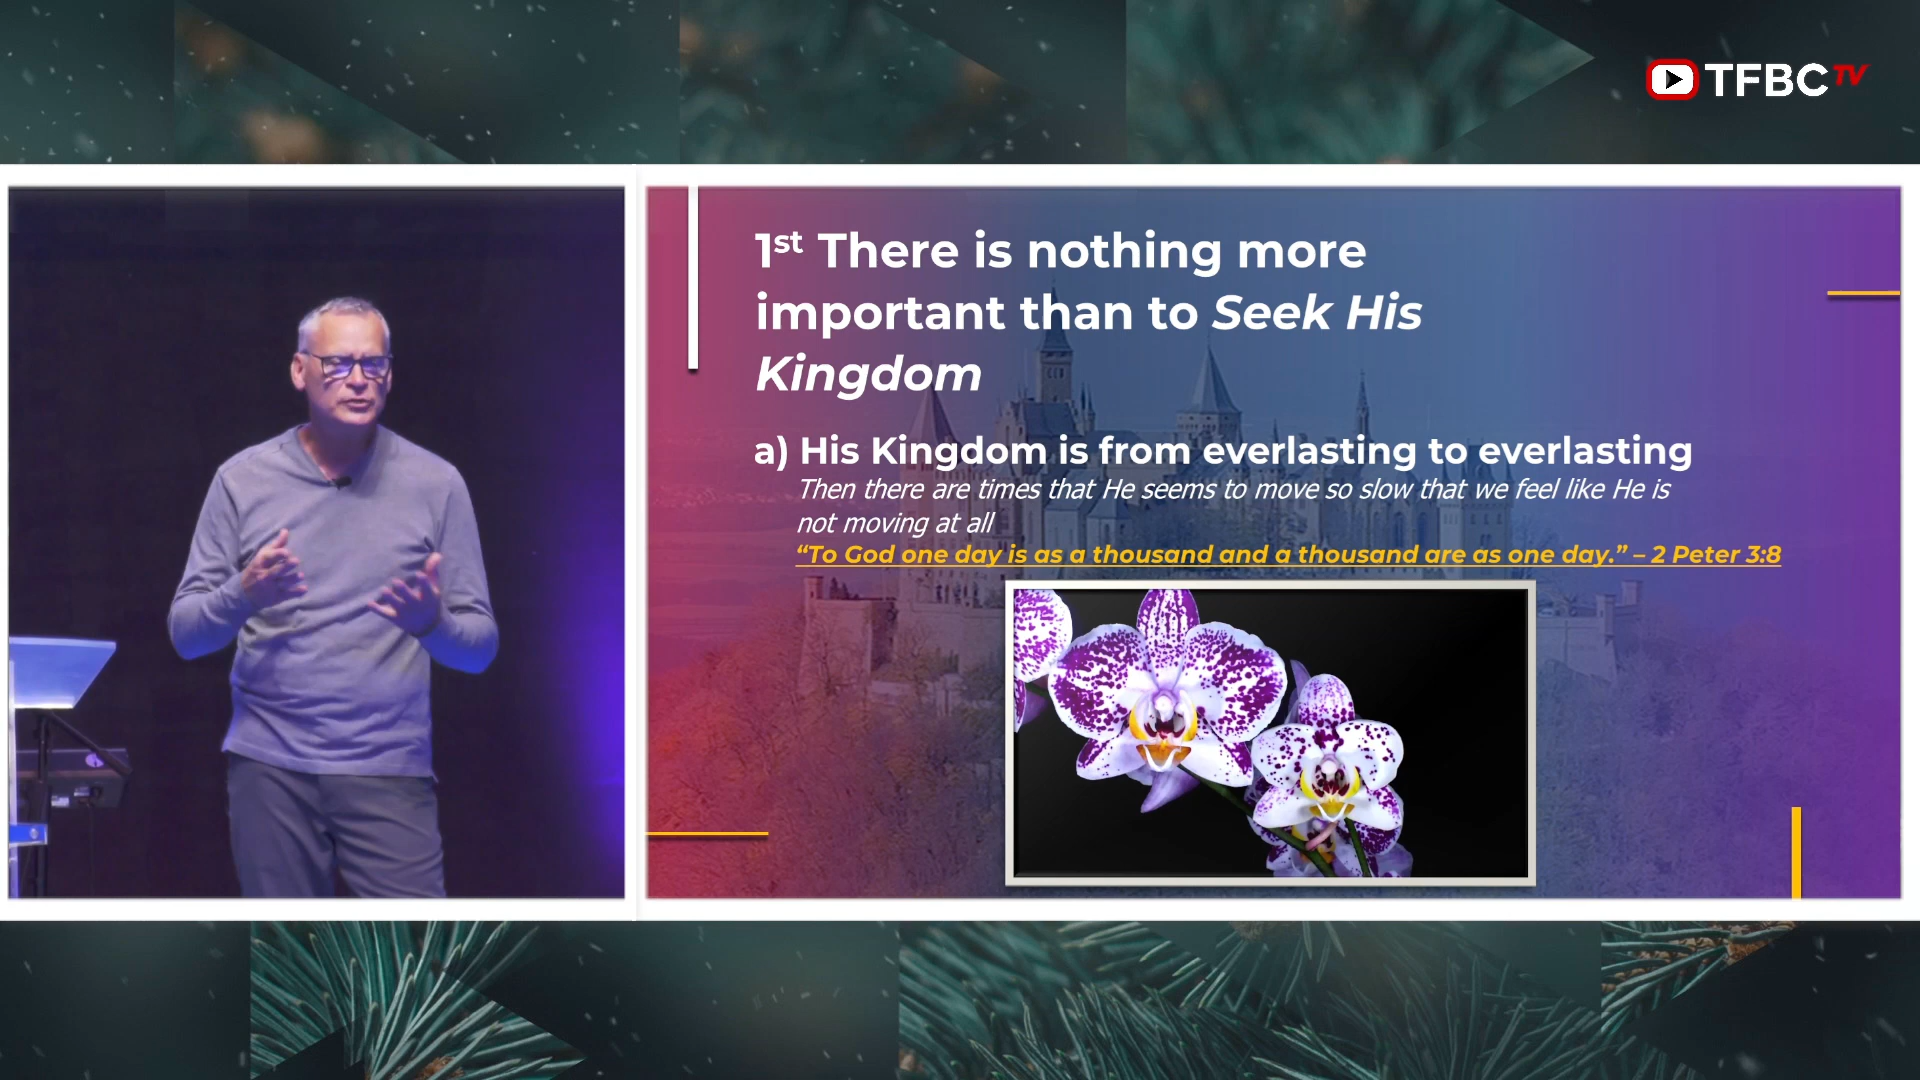 TFBC TV
1st There is nothing more
important than to Seek His
Kingdom
a) His Kingdom is from everlasting to everlasting
Then there are times that He seems to move so slow that we feel like He is
not moving at all
“To God one day is as a thousand and a thousand are as one day.” – 2 Peter 3:8